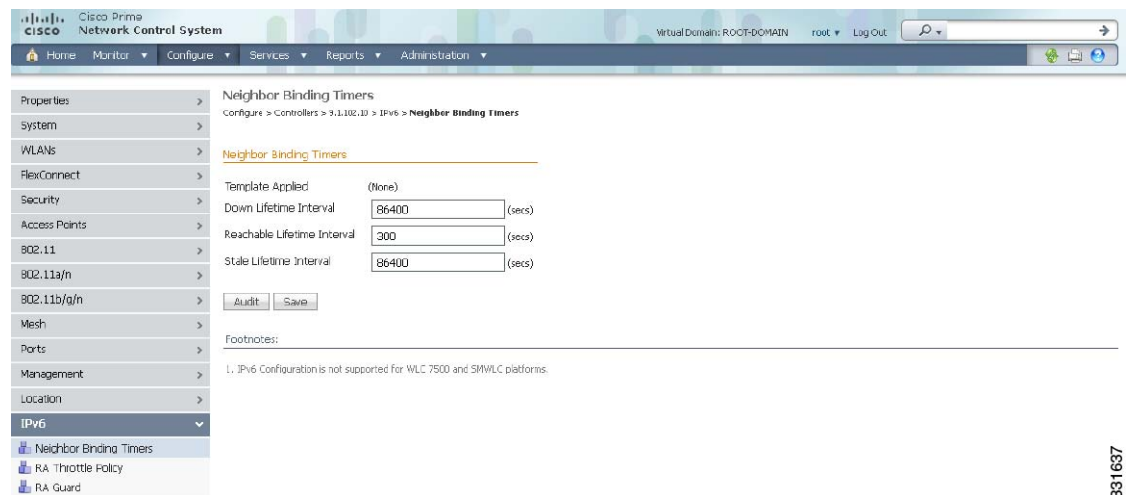 Cisco Prime
CISCO Network Control System
Virtual Domain: ROOT-DOMAIN root Log Out
Home Monitor Configure Services Reports Administration
Properties
System
WLANs
FlexConnect
Security
Access Points
802.11
802.11a/n
802.11b/g/n
Mesh
Ports
Management
Location
IPv6
Neighbor Binding Timers
RA Throttle Policy
RA Guard
Neighbor Binding Timers
Configure > Controllers > 9.1.102.10 > IPv6 > Neighbor Binding Timers
Neighbor Binding Timers
Template Applied (None)
Down Lifetime Interval 86400 (secs)
Reachable Lifetime Interval 300 (secs)
Stale Lifetime Interval 86400 (secs)
Audit Save
Footnotes:
1. IPv6 Configuration is not supported for WLC 7500 and SMWLC platforms.
331637